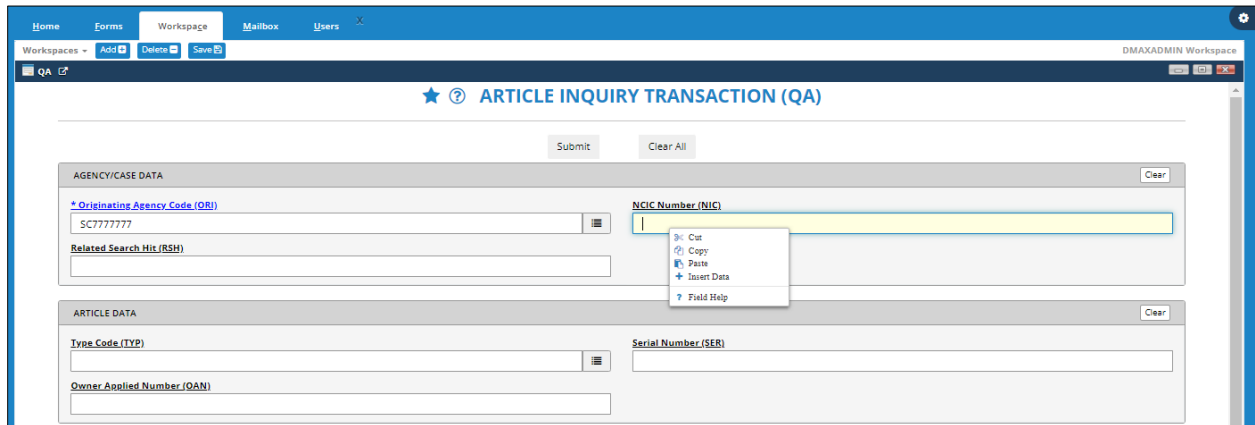 Home Forms Workspace Mailbox Users X
Workspaces Add Delete Save DMAXADMIN Workspace
QA
ARTICLE INQUIRY TRANSACTION (QA)
Submit Clear All
AGENCY/CASE DATA Clear
* Originating Agency Code (ORI) NCIC Number (NIC)
SC7777777
Related Search Hit (RSH)
Cut
Copy
Paste
Insert Data
? Field Help
ARTICLE DATA Clear
Type Code (TYP) Serial Number (SER)
Owner Applied Number (OAN)